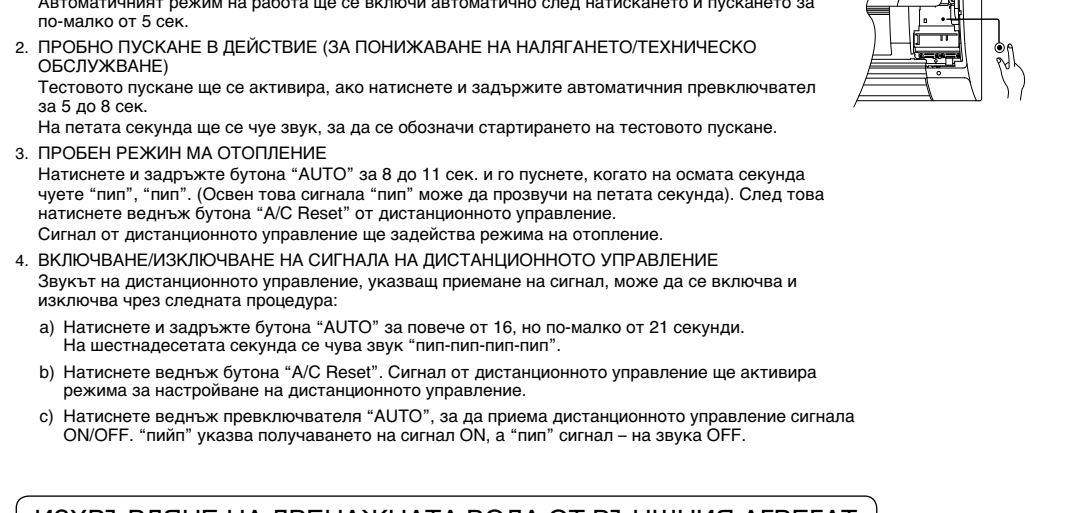 Автоматичният режим на работа ще се включи автоматично след натискането и пускането за
по-малко от 5 сек.
2. ПРОБНО ПУСКАНЕ В ДЕЙСТВИЕ (ЗА ПОНИЖАВАНЕ НА НАЛЯГАНЕТО/ТЕХНИЧЕСКО
ОБСЛУЖВАНЕ)
Тестовото пускане ще се активира, ако натиснете и задържите автоматичния превключвател
за 5 до 8 сек.
На петата секунда ще се чуе звук, за да се обозначи стартирането на тестовото пускане.
3. ПРОБЕН РЕЖИН МА ОТОПЛЕНИЕ
Натиснете и задръжте бутона “AUTO” за 8 до 11 сек. и го пуснете, когато на осмата секунда
чуете “пип”, “пип”. (Освен това сигнала “пип” може да прозвучи на петата секунда). След това
натиснете веднъж бутона “A/C Reset” от дистанционното управление.
Сигнал от дистанционното управление ще задейства режима на отопление.
4. ВКЛЮЧВАНЕ/ИЗКЛЮЧВАНЕ НА СИГНАЛА НА ДИСТАНЦИОННОТО УПРАВЛЕНИЕ
Звукът на дистанционното управление, указващ приемане на сигнал, може да се включва и
изключва чрез следната процедура:
a) Натиснете и задръжте бутона “AUTO” за повече от 16, но по-малко от 21 секунди.
На шестнадесетата секунда се чува звук “пип-пип-пип-пип”.
b) Натиснете веднъж бутона “A/C Reset”. Сигнал от дистанционното управление ще активира
режима за настройване на дистанционното управление.
c) Натиснете веднъж превключвателя “AUTO”, за да приема дистанционното управление сигнала
ON/OFF. “пийп” указва получаването на сигнал ON, а “пип” сигнал – на звука OFF.
ИЗХВЪРЛЯНЕ НА ДРЕНАЖНАТА ВОДА ОТ ВЪНШНИЯ АГРЕГАТ